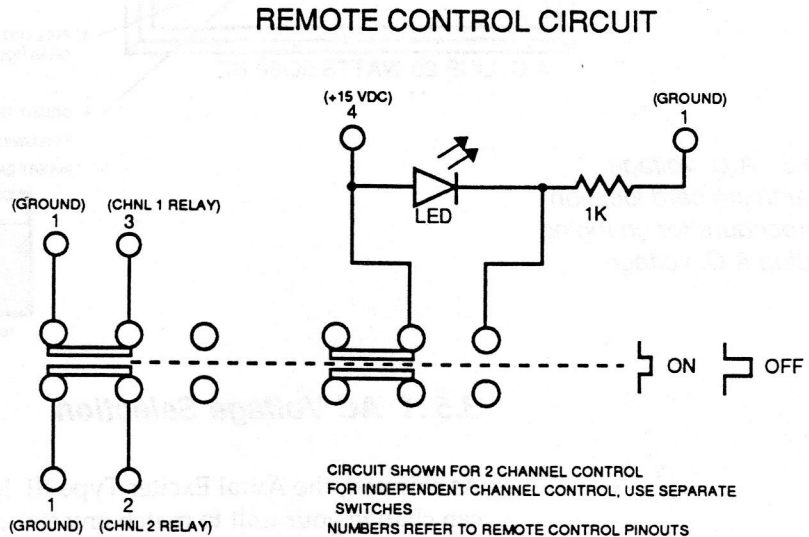 REMOTE CONTROL CIRCUIT
(+15 VDC)
4
(GROUND)
1
LED
1K
(GROUND)
1
(CHNL 1 RELAY)
3
ON
OFF
1
(GROUND)
2
(CHNL 2 RELAY)
CIRCUIT SHOWN FOR 2 CHANNEL CONTROL
FOR INDEPENDENT CHANNEL CONTROL, USE SEPARATE
SWITCHES
NUMBERS REFER TO REMOTE CONTROL PINOUTS